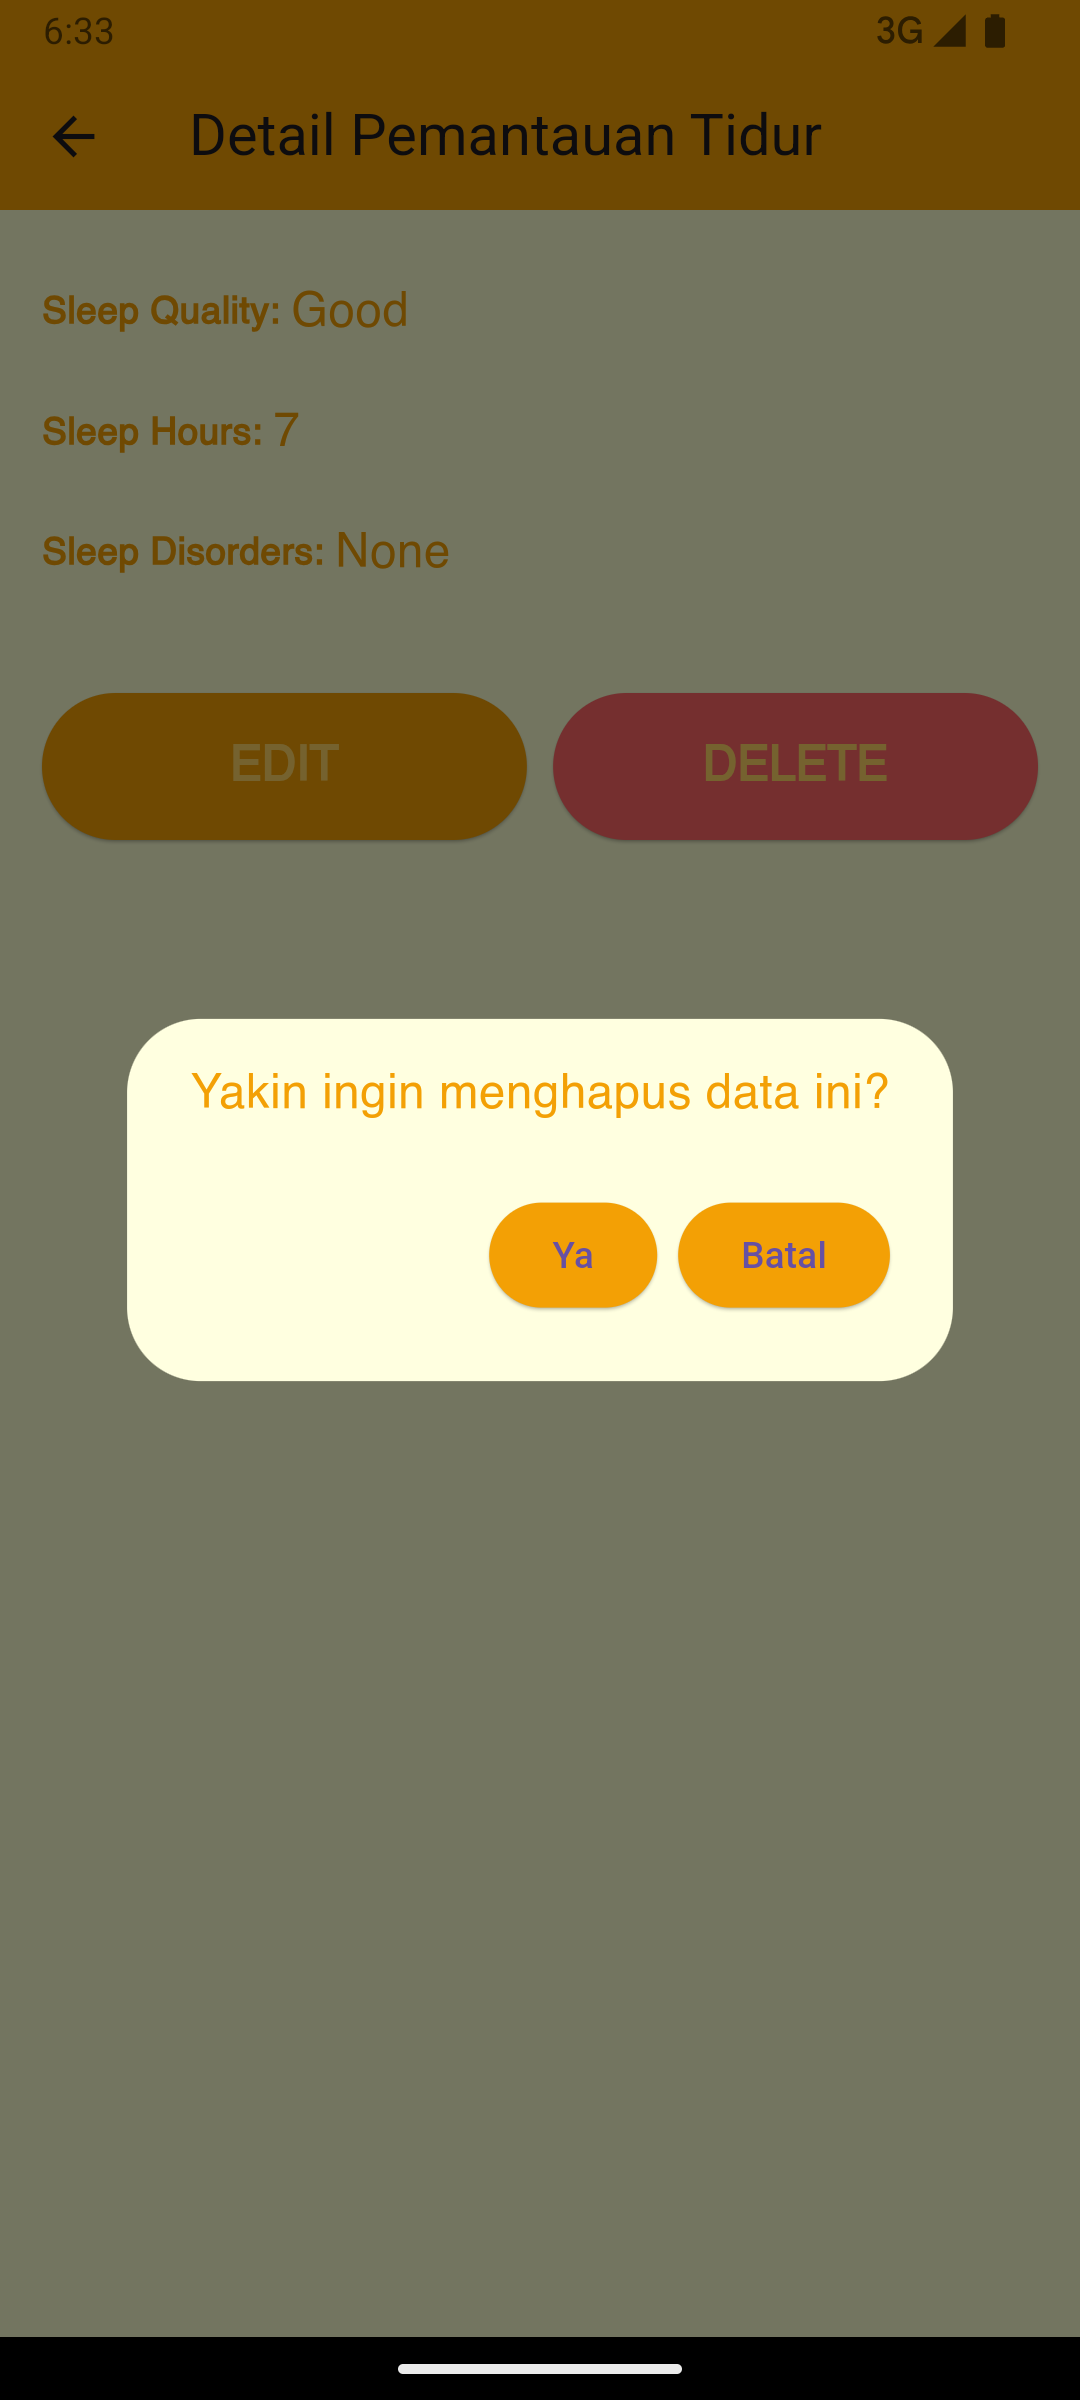 6:33 3G
Detail Pemantauan Tidur
Sleep Quality: Good
Sleep Hours: 7
Sleep Disorders: None
EDIT DELETE
Yakin ingin menghapus data ini?
Ya Batal